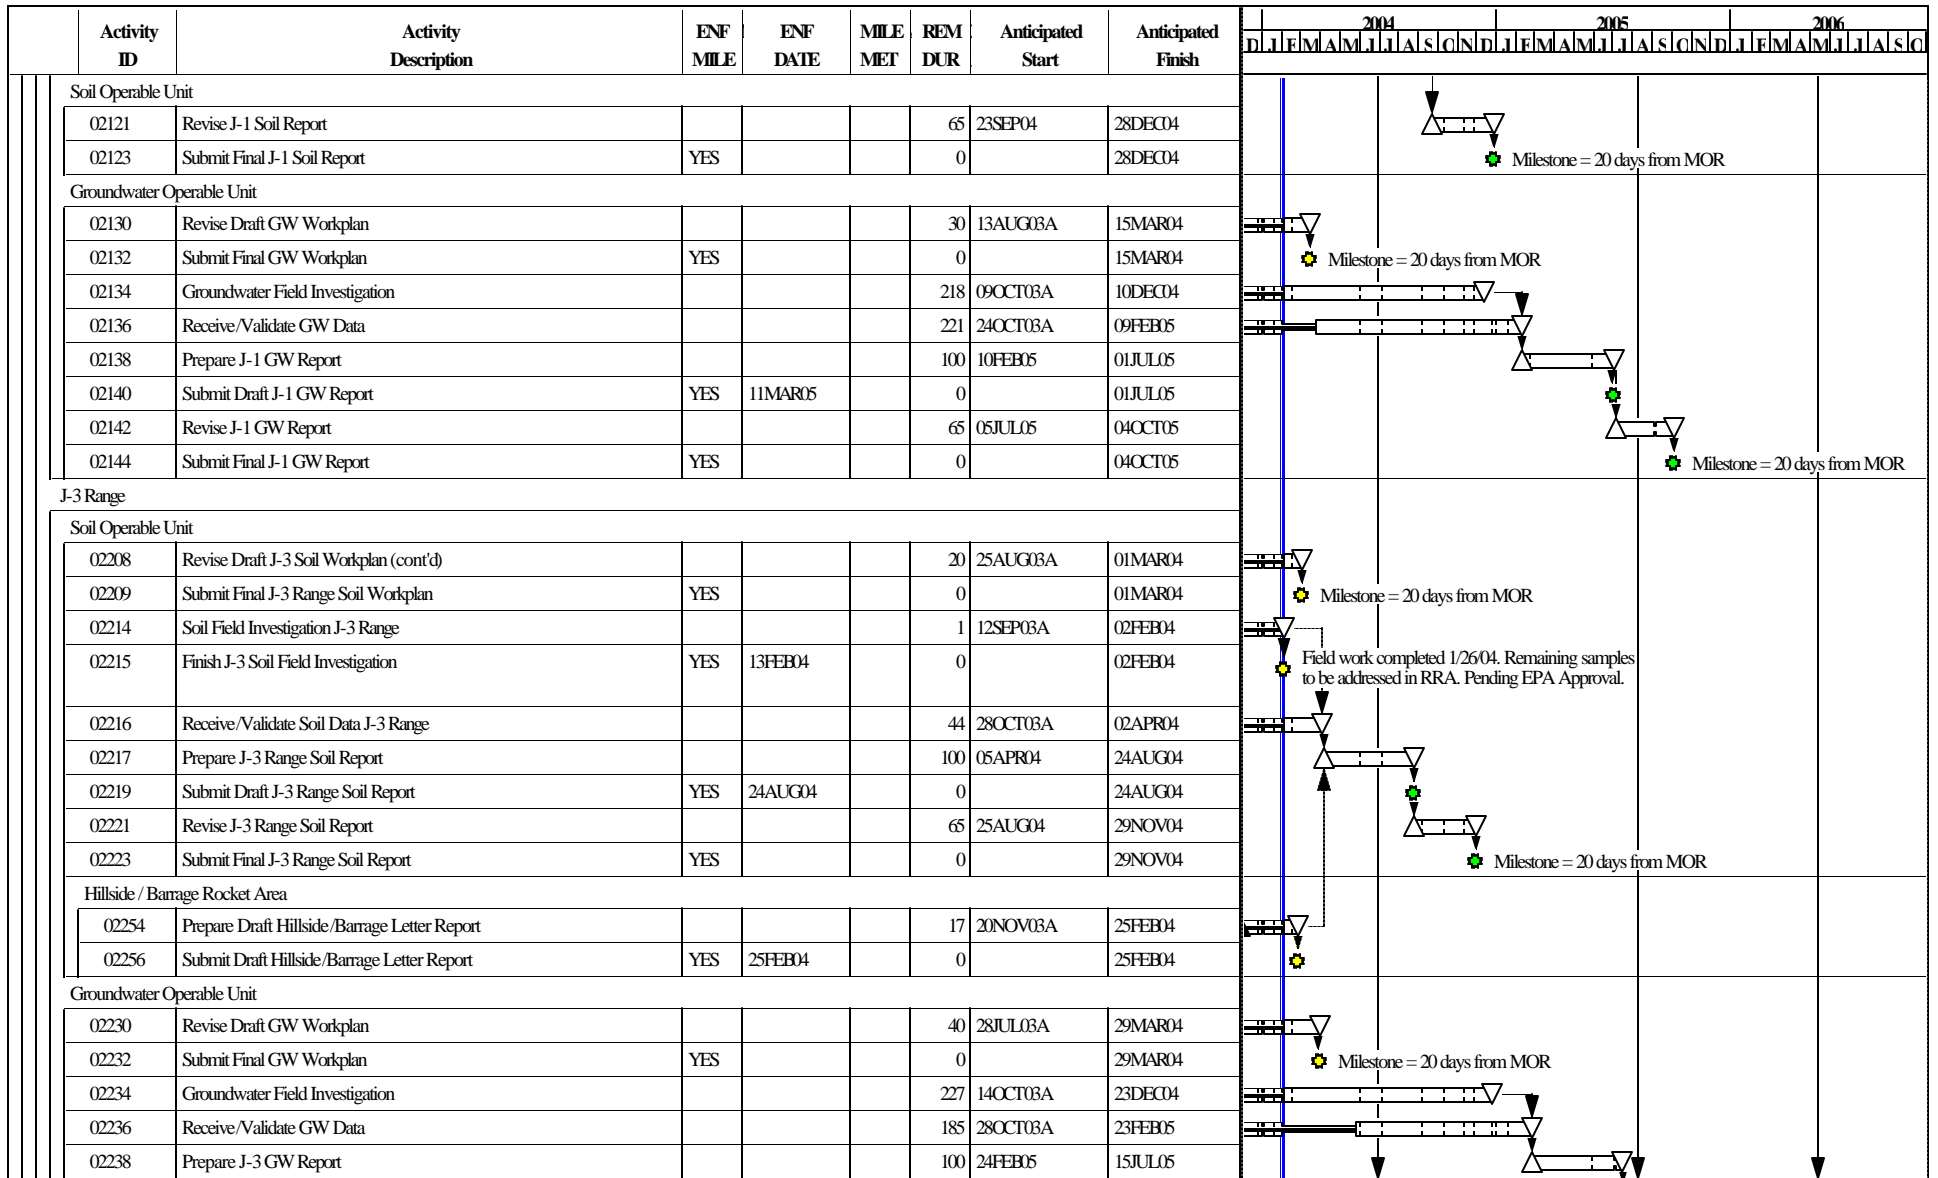 Activity ID Activity Description ENF MILE ENF DATE MILE MET REM DUR Anticipated Start Anticipated Finish
2004 2005 2006
D J F M A M J J A S O N D J F M A M J J A S O N D J F M A M J J A S O
Soil Operable Unit
02121 Revise J-1 Soil Report 65 23SEP04 28DEC04
02123 Submit Final J-1 Soil Report YES 0 28DEC04 Milestone = 20 days from MOR
Groundwater Operable Unit
02130 Revise Draft GW Workplan 30 13AUG03A 15MAR04
02132 Submit Final GW Workplan YES 0 15MAR04 Milestone = 20 days from MOR
02134 Groundwater Field Investigation 218 09OCT03A 10DEC04
02136 Receive/Validate GW Data 221 24OCT03A 09FEB05
02138 Prepare J-1 GW Report 100 10FEB05 01JUL05
02140 Submit Draft J-1 GW Report YES 11MAR05 0 01JUL05
02142 Revise J-1 GW Report 65 05JUL05 04OCT05
02144 Submit Final J-1 GW Report YES 0 04OCT05 Milestone = 20 days from MOR
J-3 Range
Soil Operable Unit
02208 Revise Draft J-3 Soil Workplan (cont'd) 20 25AUG03A 01MAR04
02209 Submit Final J-3 Range Soil Workplan YES 0 01MAR04 Milestone = 20 days from MOR
02214 Soil Field Investigation J-3 Range 1 12SEP03A 02FEB04
02215 Finish J-3 Soil Field Investigation YES 13FEB04 0 02FEB04 Field work completed 1/26/04. Remaining samples
to be addressed in RRA. Pending EPA Approval.
02216 Receive/Validate Soil Data J-3 Range 44 28OCT03A 02APR04
02217 Prepare J-3 Range Soil Report 100 05APR04 24AUG04
02219 Submit Draft J-3 Range Soil Report YES 24AUG04 0 24AUG04
02221 Revise J-3 Range Soil Report 65 25AUG04 29NOV04
02223 Submit Final J-3 Range Soil Report YES 0 29NOV04 Milestone = 20 days from MOR
Hillside / Barrage Rocket Area
02254 Prepare Draft Hillside/Barrage Letter Report 17 20NOV03A 25FEB04
02256 Submit Draft Hillside/Barrage Letter Report YES 25FEB04 0 25FEB04
Groundwater Operable Unit
02230 Revise Draft GW Workplan 40 28JUL03A 29MAR04
02232 Submit Final GW Workplan YES 0 29MAR04 Milestone = 20 days from MOR
02234 Groundwater Field Investigation 227 14OCT03A 23DEC04
02236 Receive/Validate GW Data 185 28OCT03A 23FEB05
02238 Prepare J-3 GW Report 100 24FEB05 15JUL05